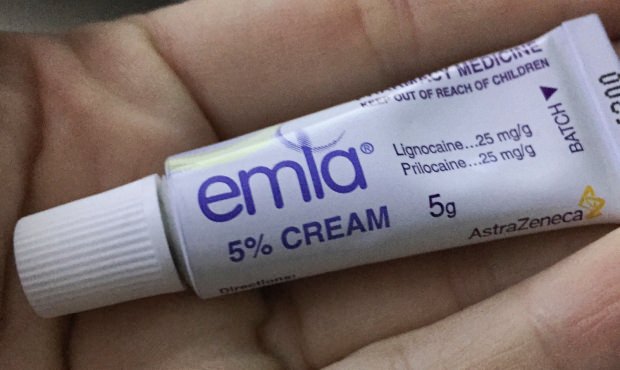 PHARMACY MEDICINE
KEEP OUT OF REACH OF CHILDREN
emla®
Lignocaine...25 mg/g
Prilocaine...25 mg/g
5% CREAM
5g
AstraZeneca
Directions:
BATCH